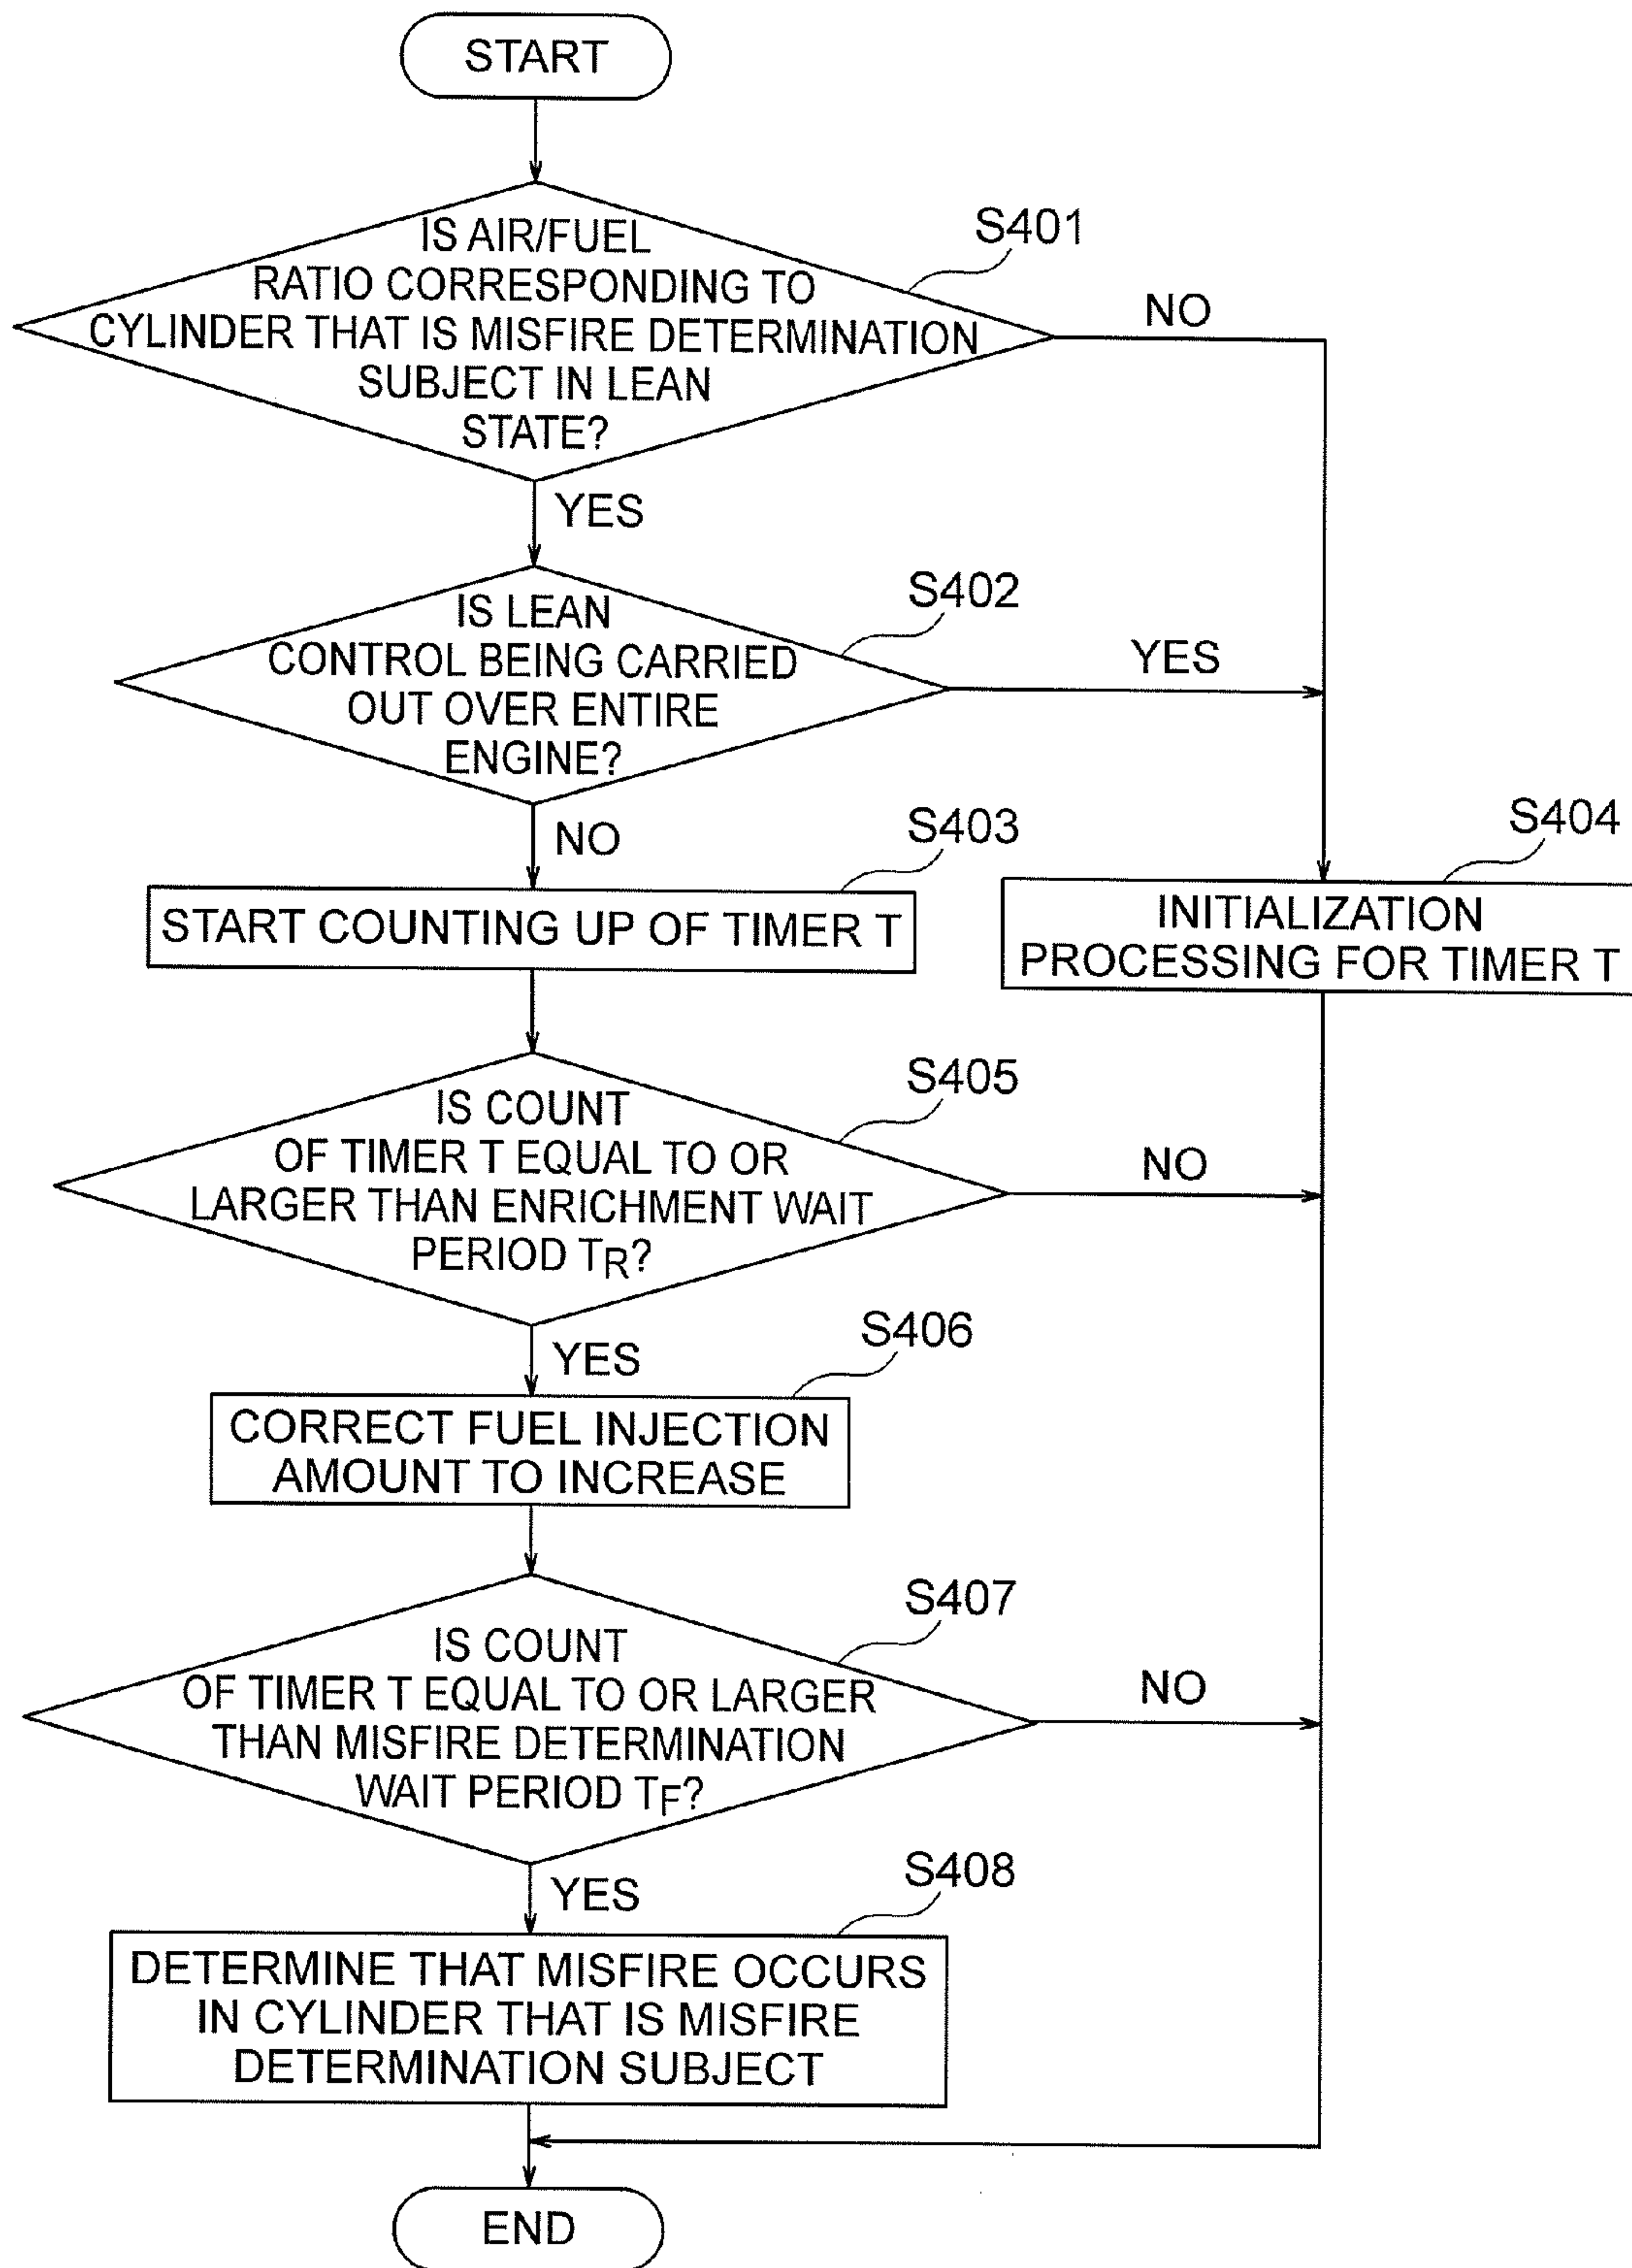 START
IS AIR/FUEL
RATIO CORRESPONDING TO
CYLINDER THAT IS MISFIRE DETERMINATION
SUBJECT IN LEAN
STATE?
S401
NO
YES
IS LEAN
CONTROL BEING CARRIED
OUT OVER ENTIRE
ENGINE?
S402
YES
NO
S403
START COUNTING UP OF TIMER T
S404
INITIALIZATION
PROCESSING FOR TIMER T
IS COUNT
OF TIMER T EQUAL TO OR
LARGER THAN ENRICHMENT WAIT
PERIOD TR?
S405
NO
YES
S406
CORRECT FUEL INJECTION
AMOUNT TO INCREASE
IS COUNT
OF TIMER T EQUAL TO OR LARGER
THAN MISFIRE DETERMINATION
WAIT PERIOD TF?
S407
NO
YES
S408
DETERMINE THAT MISFIRE OCCURS
IN CYLINDER THAT IS MISFIRE
DETERMINATION SUBJECT
END